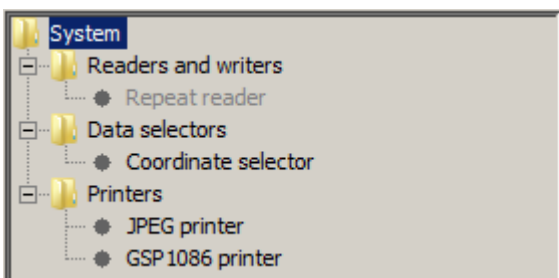 System
Readers and writers
Repeat reader
Data selectors
Coordinate selector
Printers
JPEG printer
GSP1086 printer